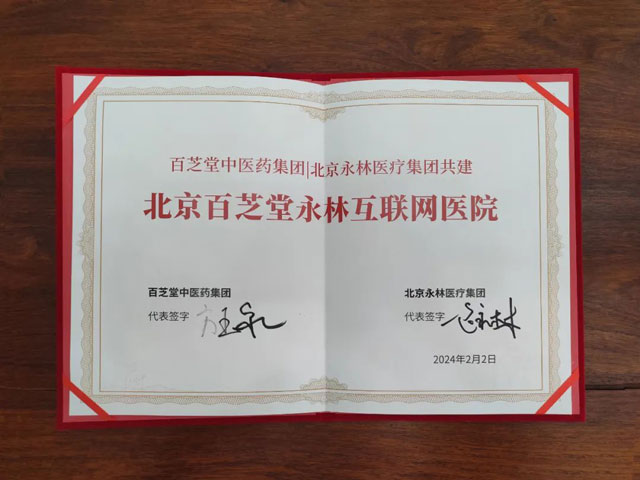 百芝堂中医药集团|北京永林医疗集团共建
北京百芝堂永林互联网医院
百芝堂中医药集团
代表签字
北京永林医疗集团
代表签字
2024年2月2日